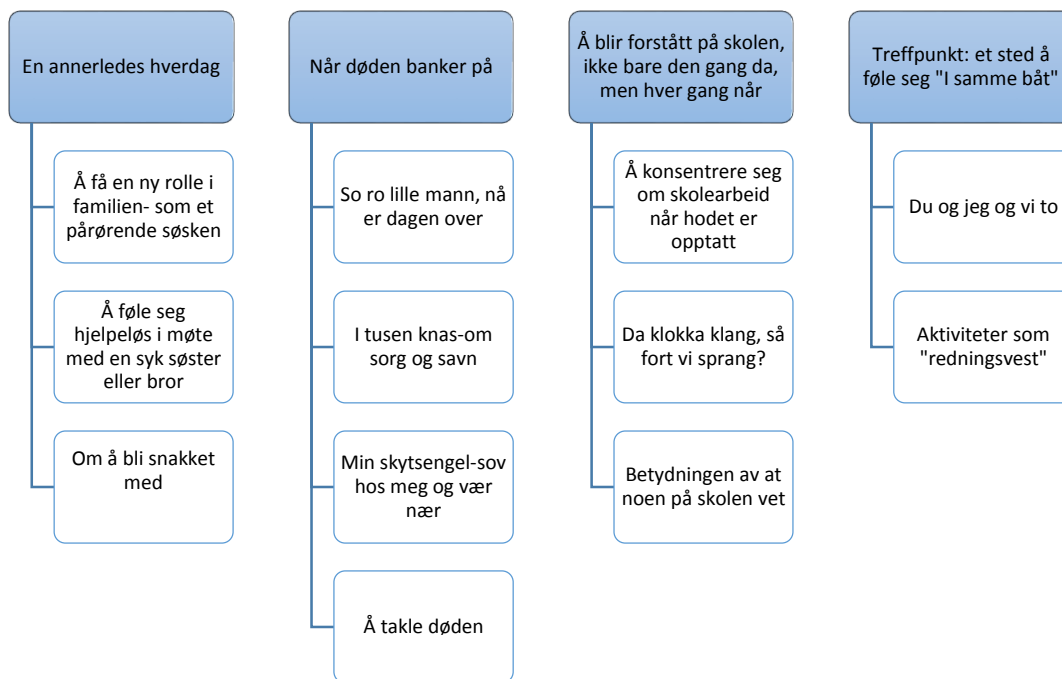 En annerledes hverdag
Å få en ny rolle i
familien- som et
pårørende søsken
Å føle seg
hjelpeløs i møte
med en syk søster
eller bror
Om å bli snakket
med
Når døden banker på
So ro lille mann, nå
er dagen over
I tusen knas-om
sorg og savn
Min skytsengel-sov
hos meg og vær
nær
Å takle døden
Å blir forstått på skolen,
ikke bare den gang da,
men hver gang når
Å konsentrere seg
om skolearbeid
når hodet er
opptatt
Da klokka klang, så
fort vi sprang?
Betydningen av at
noen på skolen vet
Treffpunkt: et sted å
føle seg "I samme båt"
Du og jeg og vi to
Aktiviteter som
"redningsvest"